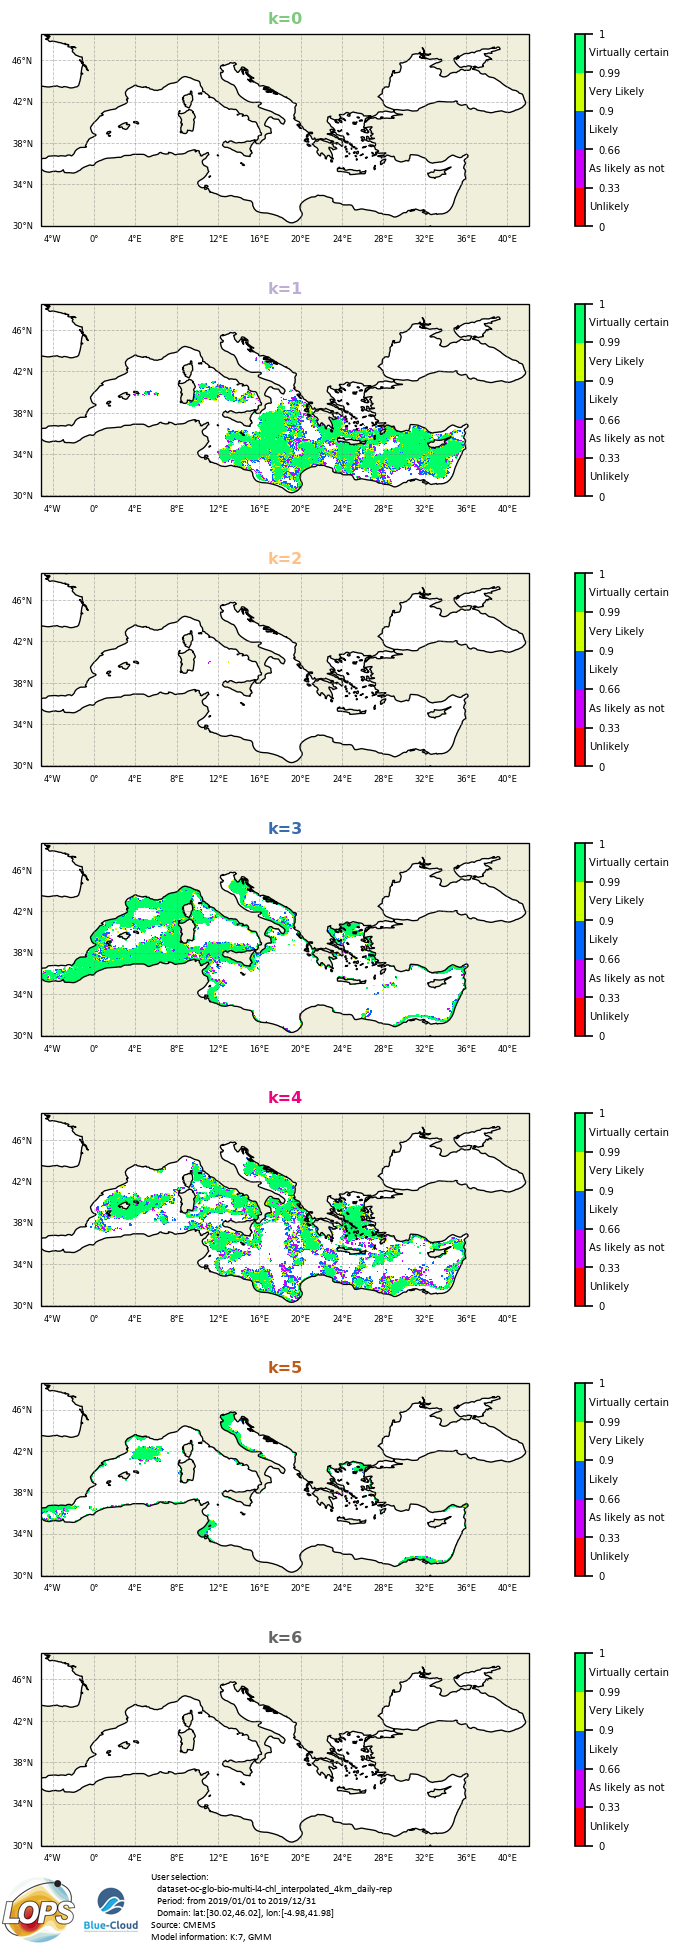 k=0
46°N
42°N
38°N
34°N
30°N
4°W 0° 4°E 8°E 12°E 16°E 20°E 24°E 28°E 32°E 36°E 40°E
1
Virtually certain
0.99
Very Likely
0.9
Likely
0.66
As likely as not
0.33
Unlikely
0
k=1
46°N
42°N
38°N
34°N
30°N
4°W 0° 4°E 8°E 12°E 16°E 20°E 24°E 28°E 32°E 36°E 40°E
1
Virtually certain
0.99
Very Likely
0.9
Likely
0.66
As likely as not
0.33
Unlikely
0
k=2
46°N
42°N
38°N
34°N
30°N
4°W 0° 4°E 8°E 12°E 16°E 20°E 24°E 28°E 32°E 36°E 40°E
1
Virtually certain
0.99
Very Likely
0.9
Likely
0.66
As likely as not
0.33
Unlikely
0
k=3
46°N
42°N
38°N
34°N
30°N
4°W 0° 4°E 8°E 12°E 16°E 20°E 24°E 28°E 32°E 36°E 40°E
1
Virtually certain
0.99
Very Likely
0.9
Likely
0.66
As likely as not
0.33
Unlikely
0
k=4
46°N
42°N
38°N
34°N
30°N
4°W 0° 4°E 8°E 12°E 16°E 20°E 24°E 28°E 32°E 36°E 40°E
1
Virtually certain
0.99
Very Likely
0.9
Likely
0.66
As likely as not
0.33
Unlikely
0
k=5
46°N
42°N
38°N
34°N
30°N
4°W 0° 4°E 8°E 12°E 16°E 20°E 24°E 28°E 32°E 36°E 40°E
1
Virtually certain
0.99
Very Likely
0.9
Likely
0.66
As likely as not
0.33
Unlikely
0
k=6
46°N
42°N
38°N
34°N
30°N
4°W 0° 4°E 8°E 12°E 16°E 20°E 24°E 28°E 32°E 36°E 40°E
1
Virtually certain
0.99
Very Likely
0.9
Likely
0.66
As likely as not
0.33
Unlikely
0
LOPS
Blue-Cloud
User selection:
dataset-oc-glo-bio-multi-l4-chl_interpolated_4km_daily-rep
Period: from 2019/01/01 to 2019/12/31
Domain: lat:[30.02,46.02], lon:[-4.98,41.98]
Source: CMEMS
Model information: K:7, GMM